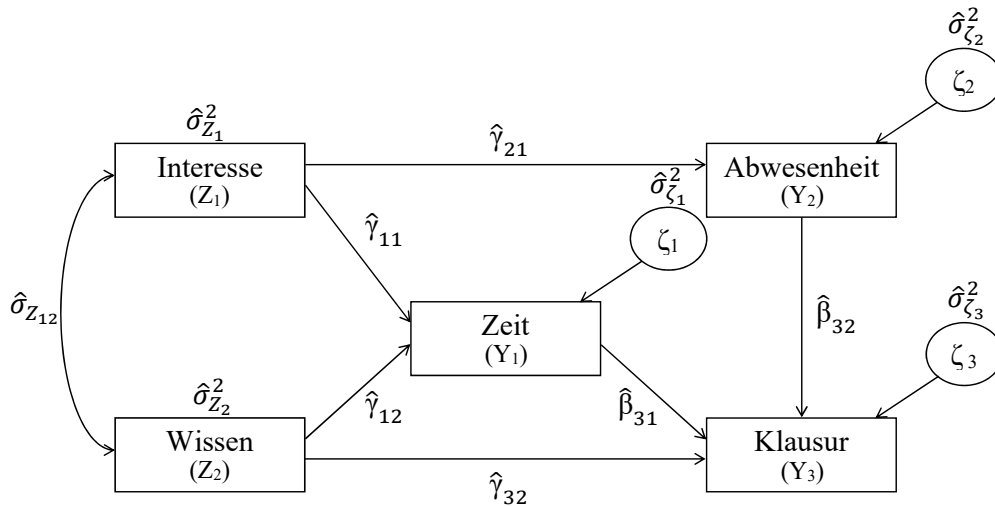 σ̂²_ζ₂
ζ₂
σ̂²_Z₁
Interesse
(Z₁)
γ̂₂₁
Abwesenheit
(Y₂)
σ̂²_ζ₁
ζ₁
γ̂₁₁
σ̂_Z₁₂
Zeit
(Y₁)
β̂₃₂
σ̂²_ζ₃
ζ₃
σ̂²_Z₂
γ̂₁₂
β̂₃₁
Wissen
(Z₂)
Klausur
(Y₃)
γ̂₃₂